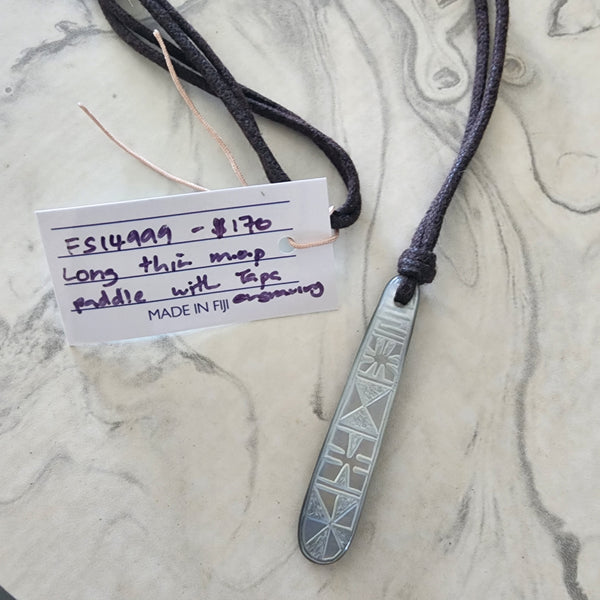 FS14999 - $170
Long thin m.o.p
paddle with Tapa
engraving
MADE IN FIJI